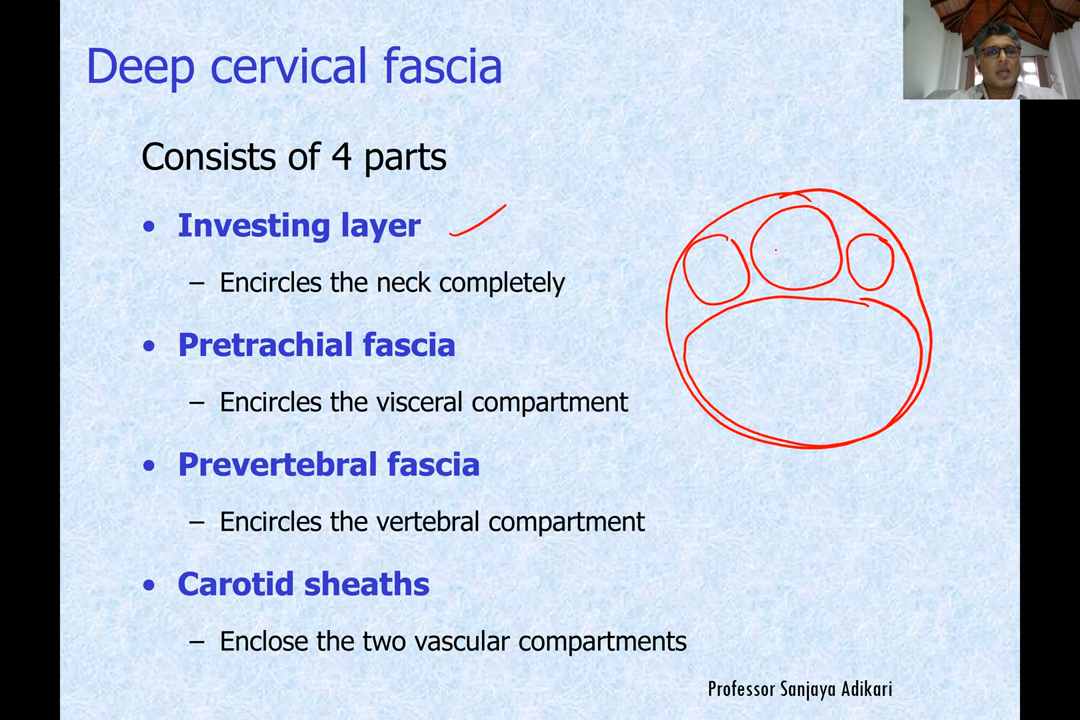 Deep cervical fascia
Consists of 4 parts
• Investing layer
– Encircles the neck completely
• Pretrachial fascia
– Encircles the visceral compartment
• Prevertebral fascia
– Encircles the vertebral compartment
• Carotid sheaths
– Enclose the two vascular compartments
Professor Sanjaya Adikari